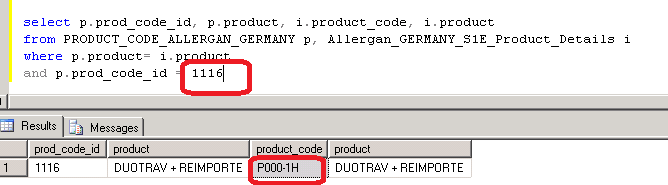 select p.prod_code_id, p.product, i.product_code, i.product
from PRODUCT_CODE_ALLERGAN_GERMANY p, Allergan_GERMANY_S1E_Product_Details i
where p.product= i.product
and p.prod_code_id = 1116
Results Messages
prod_code_id product product_code product
1 1116 DUOTRAV + REIMPORTE P000-1H DUOTRAV + REIMPORTE